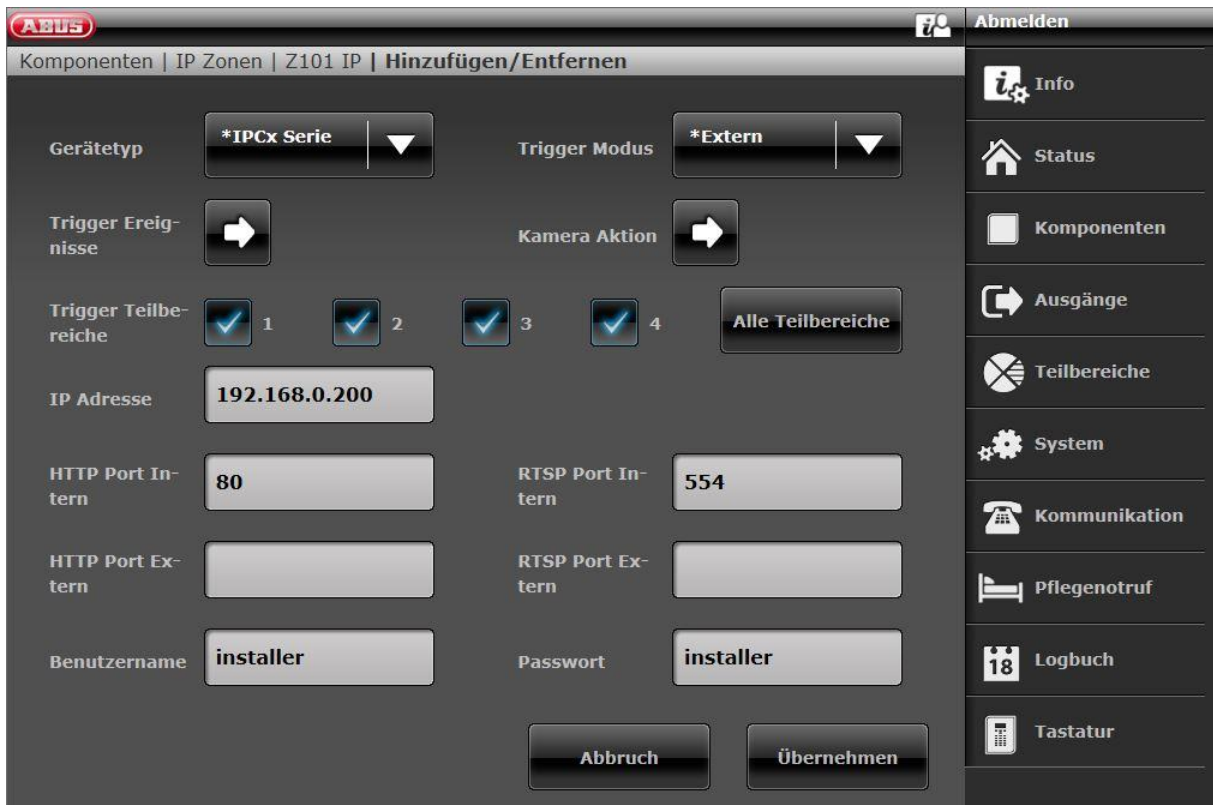 ABUS
Abmelden
Komponenten | IP Zonen | Z101 IP | Hinzufügen/Entfernen
Gerätetyp
*IPCx Serie
Trigger Modus
*Extern
Trigger Ereig-
nisse
Kamera Aktion
Trigger Teilbe-
reiche
1
2
3
4
Alle Teilbereiche
IP Adresse
192.168.0.200
HTTP Port In-
tern
80
RTSP Port In-
tern
554
HTTP Port Ex-
tern
RTSP Port Ex-
tern
Benutzername
installer
Passwort
installer
Abbruch
Übernehmen
Info
Status
Komponenten
Ausgänge
Teilbereiche
System
Kommunikation
Pflegenotruf
18
Logbuch
Tastatur